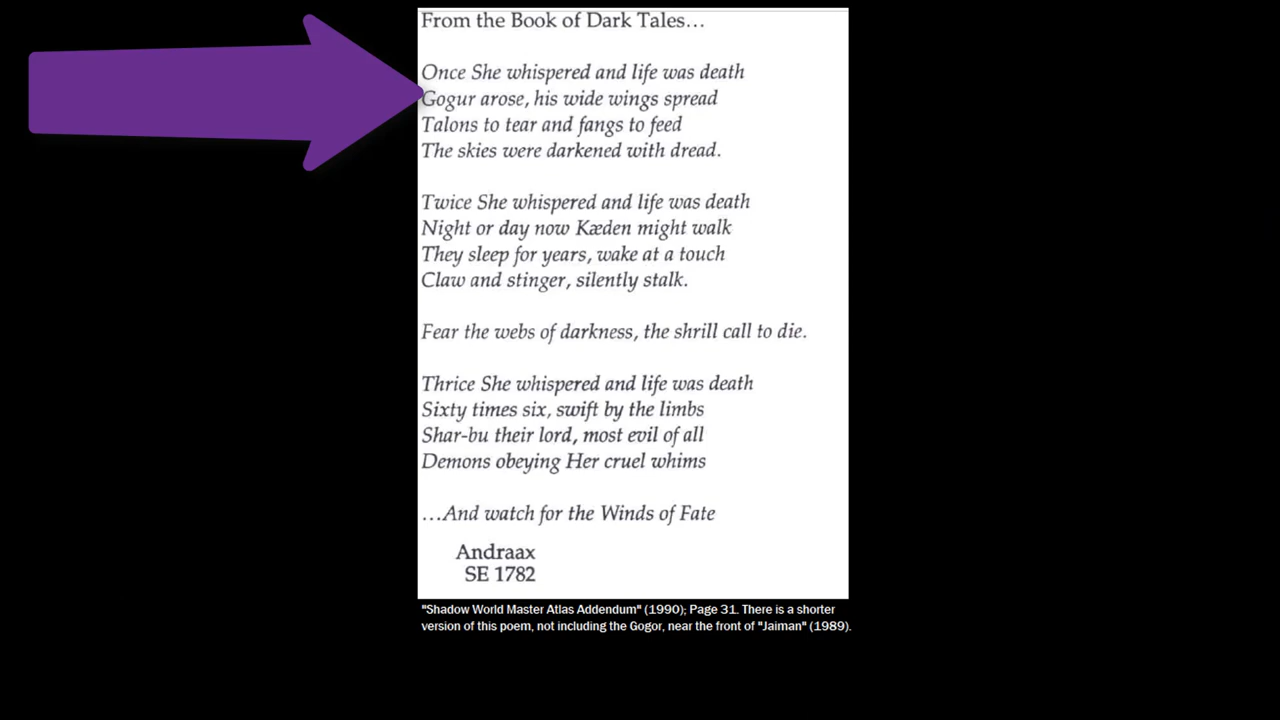 From the Book of Dark Tales…
Once She whispered and life was death
Gogur arose, his wide wings spread
Talons to tear and fangs to feed
The skies were darkened with dread.
Twice She whispered and life was death
Night or day now Kæden might walk
They sleep for years, wake at a touch
Claw and stinger, silently stalk.
Fear the webs of darkness, the shrill call to die.
Thrice She whispered and life was death
Sixty times six, swift by the limbs
Shar-bu their lord, most evil of all
Demons obeying Her cruel whims
…And watch for the Winds of Fate
Andraax
SE 1782
"Shadow World Master Atlas Addendum" (1990); Page 31. There is a shorter
version of this poem, not including the Gogor, near the front of "Jaiman" (1989).